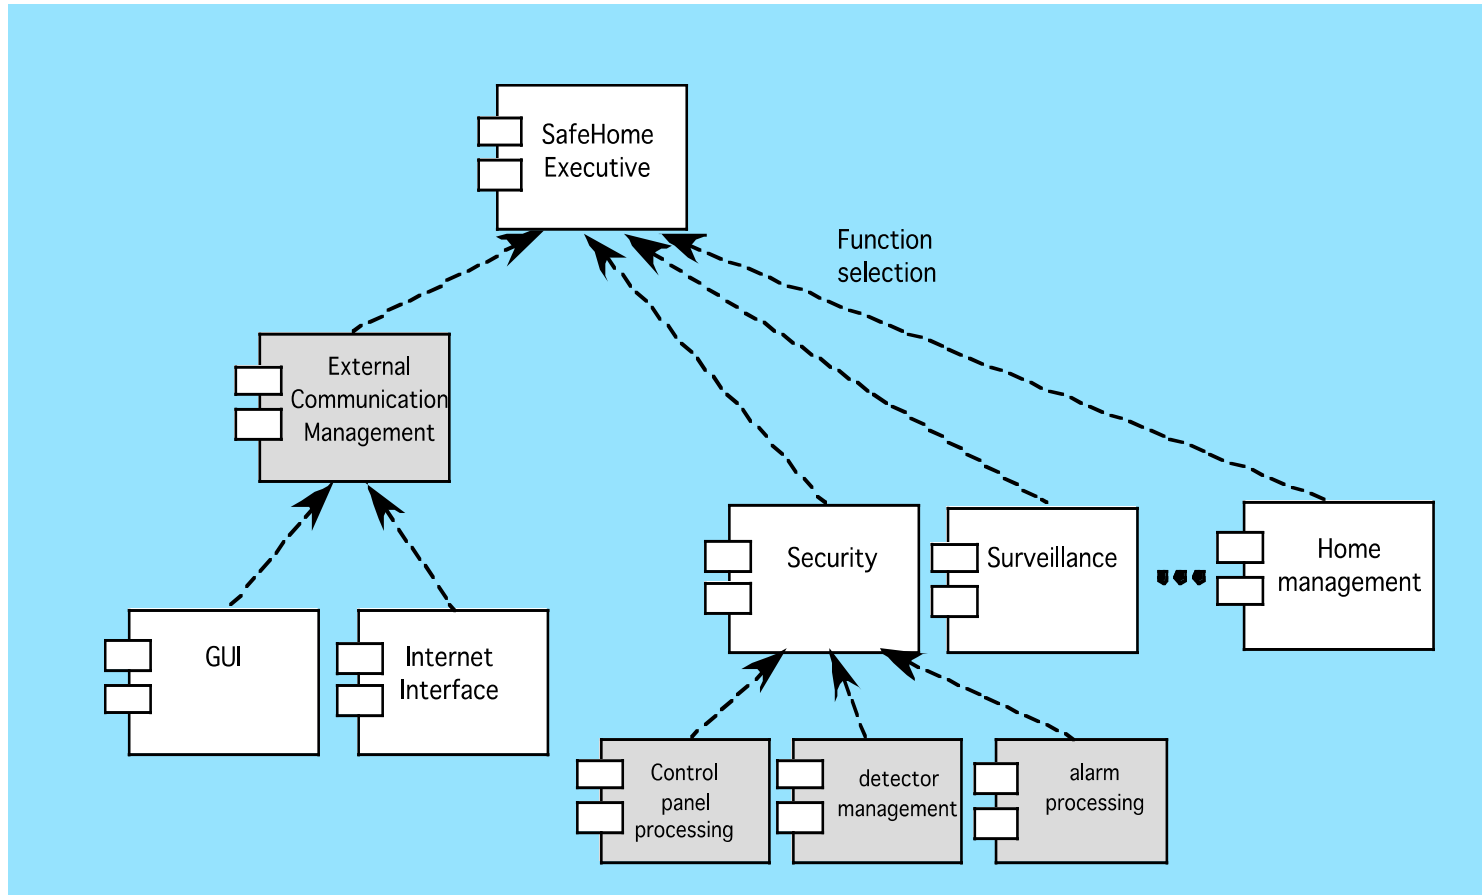 SafeHome
Executive
Function
selection
External
Communication
Management
Security
Surveillance
Home
management
GUI
Internet
Interface
Control
panel
processing
detector
management
alarm
processing